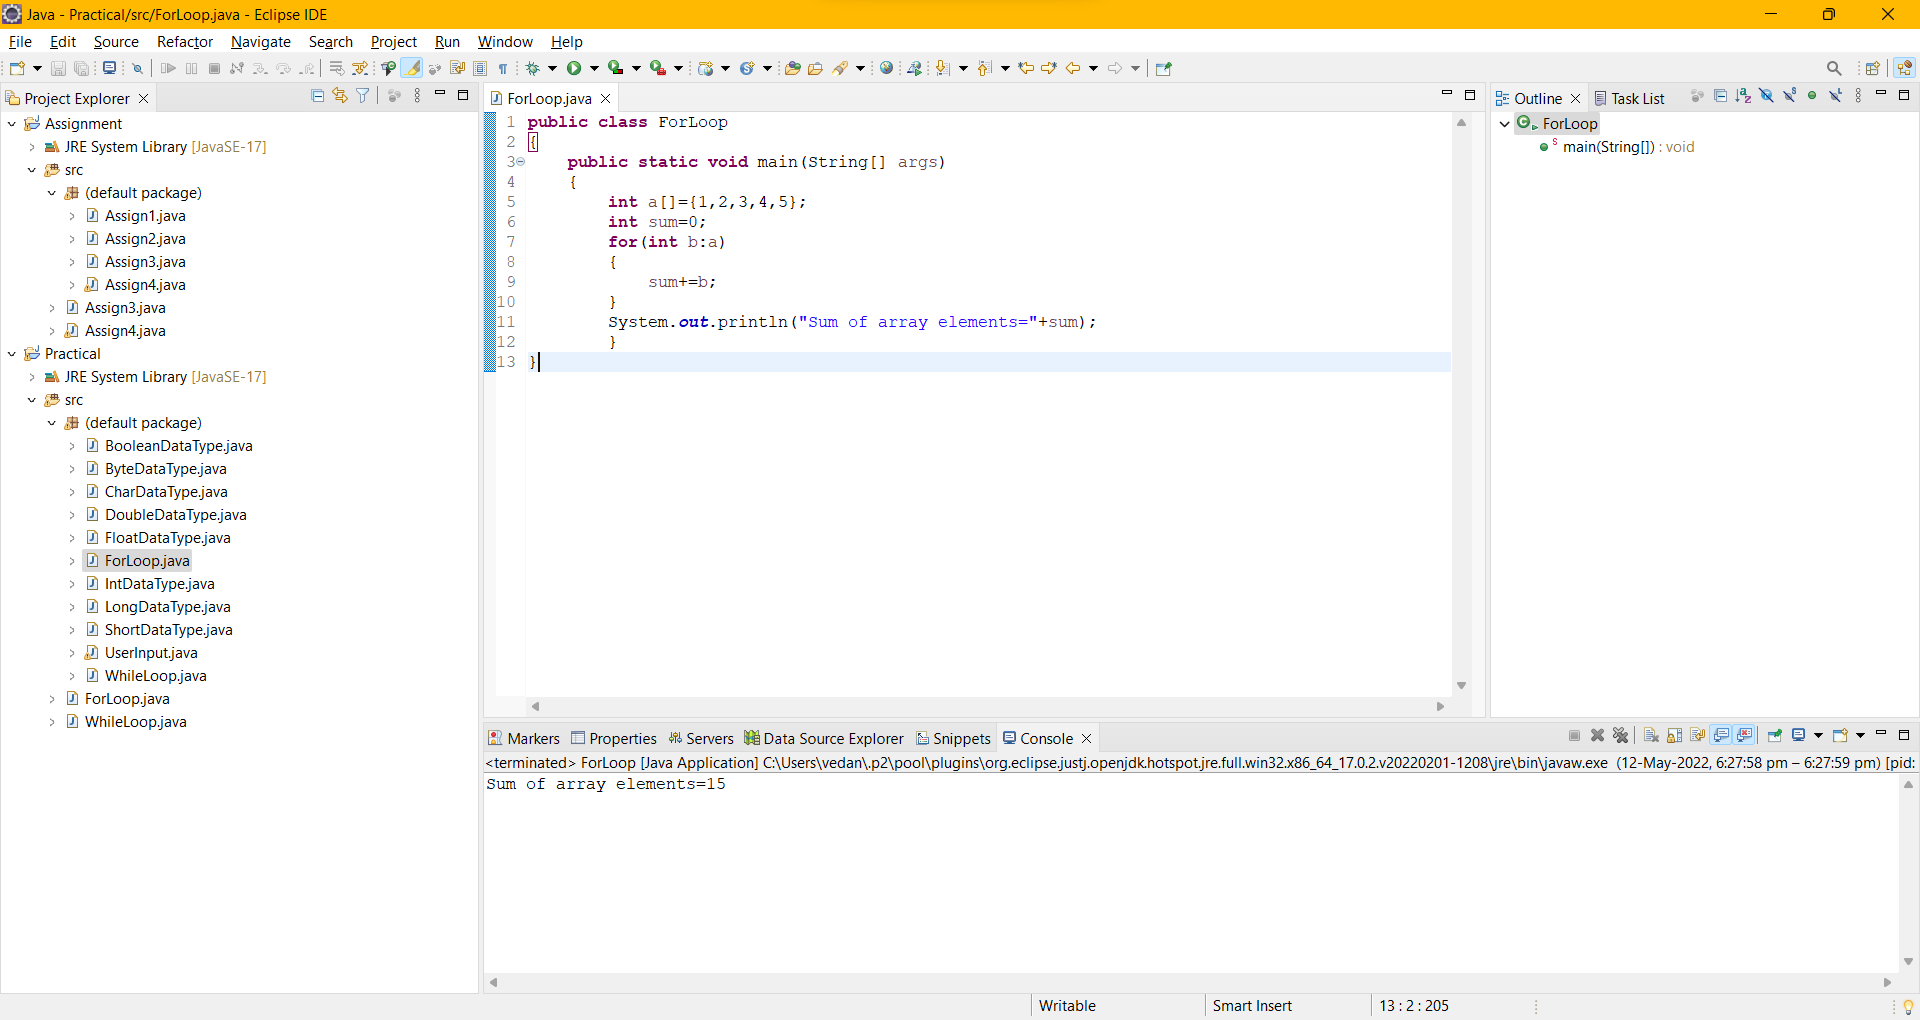 Java - Practical/src/ForLoop.java - Eclipse IDE
File Edit Source Refactor Navigate Search Project Run Window Help
Project Explorer
Assignment
JRE System Library [JavaSE-17]
src
(default package)
Assign1.java
Assign2.java
Assign3.java
Assign4.java
Assign3.java
Assign4.java
Practical
JRE System Library [JavaSE-17]
src
(default package)
BooleanDataType.java
ByteDataType.java
CharDataType.java
DoubleDataType.java
FloatDataType.java
ForLoop.java
IntDataType.java
LongDataType.java
ShortDataType.java
UserInput.java
WhileLoop.java
ForLoop.java
WhileLoop.java
ForLoop.java
1 public class ForLoop
2 {
3     public static void main(String[] args)
4     {
5         int a[]={1,2,3,4,5};
6         int sum=0;
7         for(int b:a)
8         {
9             sum+=b;
10         }
11         System.out.println("Sum of array elements="+sum);
12         }
13 }
Outline Task List
ForLoop
main(String[]) : void
Markers Properties Servers Data Source Explorer Snippets Console
<terminated> ForLoop [Java Application] C:\Users\vedan\.p2\pool\plugins\org.eclipse.justj.openjdk.hotspot.jre.full.win32.x86_64_17.0.2.v20220201-1208\jre\bin\javaw.exe (12-May-2022, 6:27:58 pm – 6:27:59 pm) [pid:
Sum of array elements=15
Writable Smart Insert 13 : 2 : 205